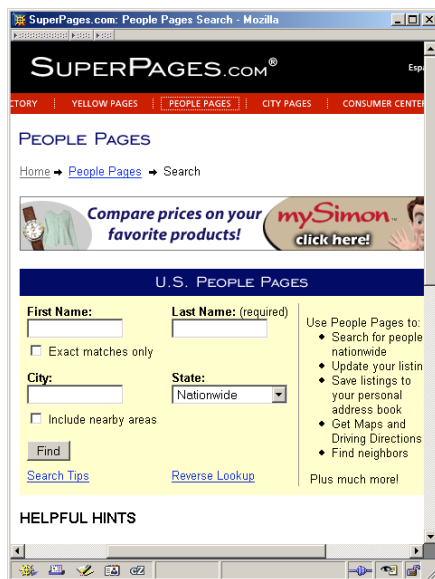 SuperPages.com: People Pages Search - Mozilla
SUPERPAGES.COM®
Espa
CTORY YELLOW PAGES PEOPLE PAGES CITY PAGES CONSUMER CENTER
PEOPLE PAGES
Home ➔ People Pages ➔ Search
Compare prices on your
favorite products!
mySimon
click here!
U.S. PEOPLE PAGES
First Name:
Last Name: (required)
Exact matches only
City:
State:
Nationwide
Include nearby areas
Find
Search Tips
Reverse Lookup
Use People Pages to:
• Search for people
nationwide
• Update your listin
• Save listings to
your personal
address book
• Get Maps and
Driving Directions
• Find neighbors
Plus much more!
HELPFUL HINTS